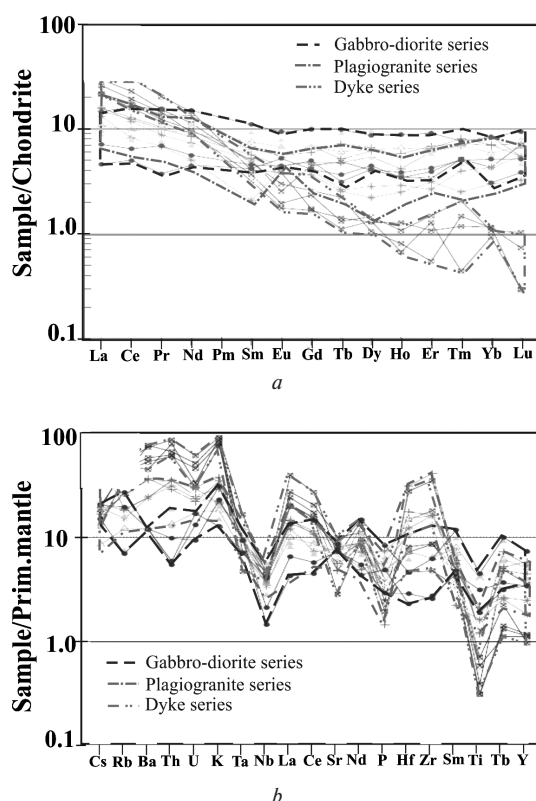 100
10
1.0
0.1
Sample/Chondrite
Gabbro-diorite series
Plagiogranite series
Dyke series
La Ce Pr Nd Pm Sm Eu Gd Tb Dy Ho Er Tm Yb Lu
a
100
10
1.0
0.1
Sample/Prim.mantle
Gabbro-diorite series
Plagiogranite series
Dyke series
Cs Rb Ba Th U K Ta Nb La Ce Sr Nd P Hf Zr Sm Ti Tb Y
b